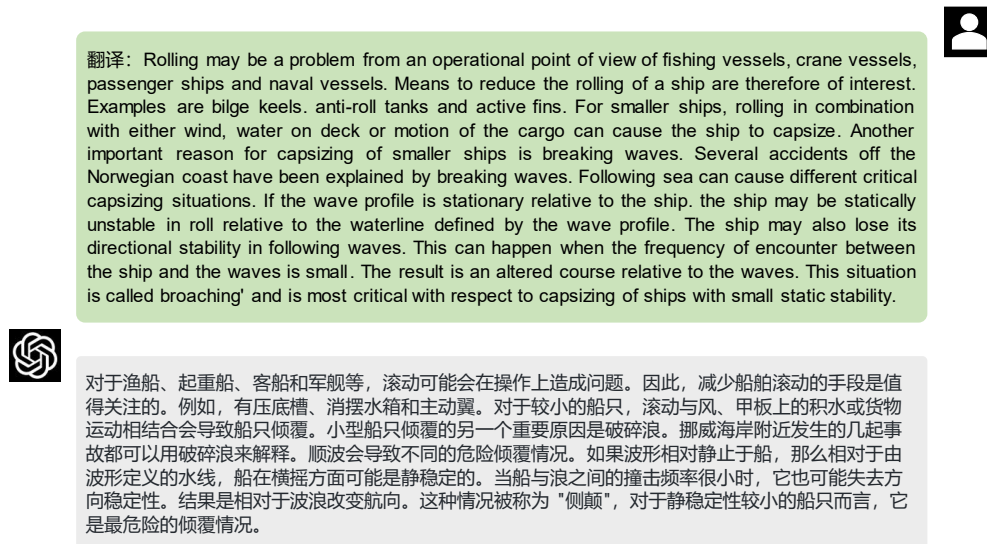 翻译：Rolling may be a problem from an operational point of view of fishing vessels, crane vessels,
passenger ships and naval vessels. Means to reduce the rolling of a ship are therefore of interest.
Examples are bilge keels. anti-roll tanks and active fins. For smaller ships, rolling in combination
with either wind, water on deck or motion of the cargo can cause the ship to capsize. Another
important reason for capsizing of smaller ships is breaking waves. Several accidents off the
Norwegian coast have been explained by breaking waves. Following sea can cause different critical
capsizing situations. If the wave profile is stationary relative to the ship. the ship may be statically
unstable in roll relative to the waterline defined by the wave profile. The ship may also lose its
directional stability in following waves. This can happen when the frequency of encounter between
the ship and the waves is small. The result is an altered course relative to the waves. This situation
is called broaching' and is most critical with respect to capsizing of ships with small static stability.
对于渔船、起重船、客船和军舰等，滚动可能会在操作上造成问题。因此，减少船舶滚动的手段是值
得关注的。例如，有压底槽、消摆水箱和主动翼。对于较小的船只，滚动与风、甲板上的积水或货物
运动相结合会导致船只倾覆。小型船只倾覆的另一个重要原因是破碎浪。挪威海岸附近发生的几起事
故都可以用破碎浪来解释。顺波会导致不同的危险倾覆情况。如果波形相对静止于船，那么相对于由
波形定义的水线，船在横摇方面可能是静稳定的。当船与浪之间的撞击频率很小时，它也可能失去方
向稳定性。结果是相对于波浪改变航向。这种情况被称为 "侧颠"，对于静稳定性较小的船只而言，它
是最危险的倾覆情况。